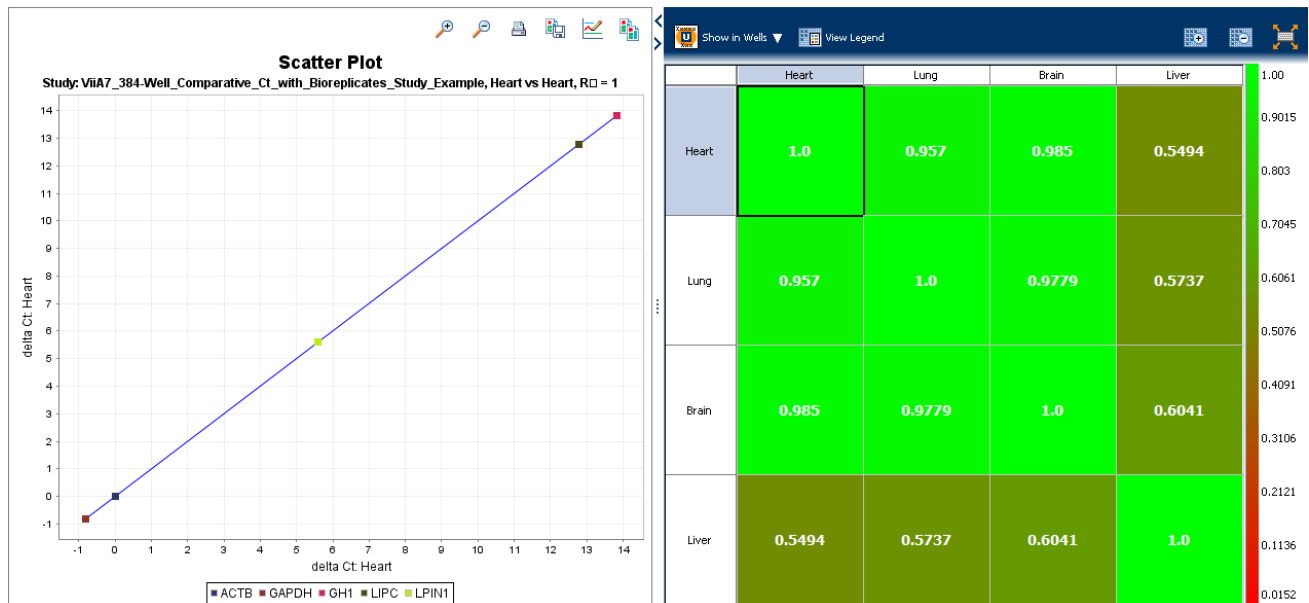 Scatter Plot
Study: ViiA7_384-Well_Comparative_Ct_with_Bioreplicates_Study_Example, Heart vs Heart, R□ = 1
14
13
12
11
10
9
8
7
6
5
4
3
2
1
0
-1
delta Ct: Heart
-1 0 1 2 3 4 5 6 7 8 9 10 11 12 13 14
delta Ct: Heart
ACTB GAPDH GH1 LIPC LPIN1
U Show in Wells ▼ View Legend
Heart Lung Brain Liver
Heart 1.0 0.957 0.985 0.5494
Lung 0.957 1.0 0.9779 0.5737
Brain 0.985 0.9779 1.0 0.6041
Liver 0.5494 0.5737 0.6041 1.0
1.00
0.9015
0.803
0.7045
0.6061
0.5076
0.4091
0.3106
0.2121
0.1136
0.0152